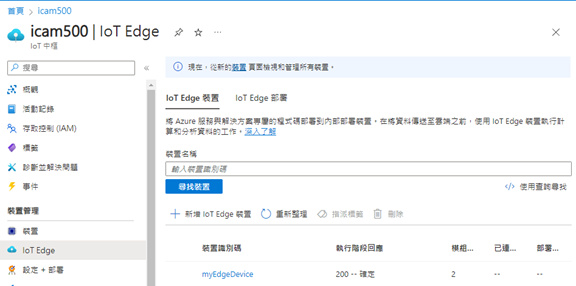 首頁 > icam500 >
icam500 | IoT Edge
IoT 中樞
搜尋
概觀
活動記錄
存取控制 (IAM)
標籤
診斷並解決問題
事件
裝置管理
裝置
IoT Edge
設定 + 部署
現在，從新的裝置 頁面檢視和管理所有裝置。
IoT Edge 裝置 IoT Edge 部署
將 Azure 服務與解決方案專屬的程式碼部署到內部部署裝置。在將資料傳送至雲端之前，使用 IoT Edge 裝置執行計
算和分析資料的工作。深入了解
裝置名稱
輸入裝置識別碼
尋找裝置
使用查詢尋找
新增 IoT Edge 裝置 重新整理 指派標籤 刪除
裝置識別碼 執行階段回應 模組... 已連... 部署...
myEdgeDevice 200 -- 確定 2 -- --